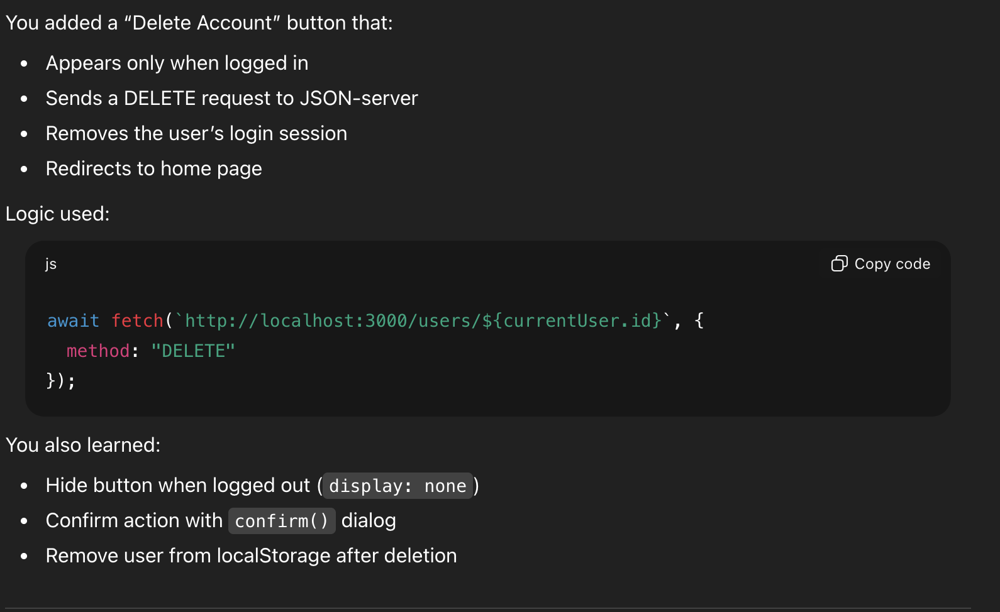 You added a “Delete Account” button that:
• Appears only when logged in
• Sends a DELETE request to JSON-server
• Removes the user’s login session
• Redirects to home page
Logic used:
js
Copy code
await fetch(`http://localhost:3000/users/${currentUser.id}`, {
  method: "DELETE"
});
You also learned:
• Hide button when logged out (display: none)
• Confirm action with confirm() dialog
• Remove user from localStorage after deletion